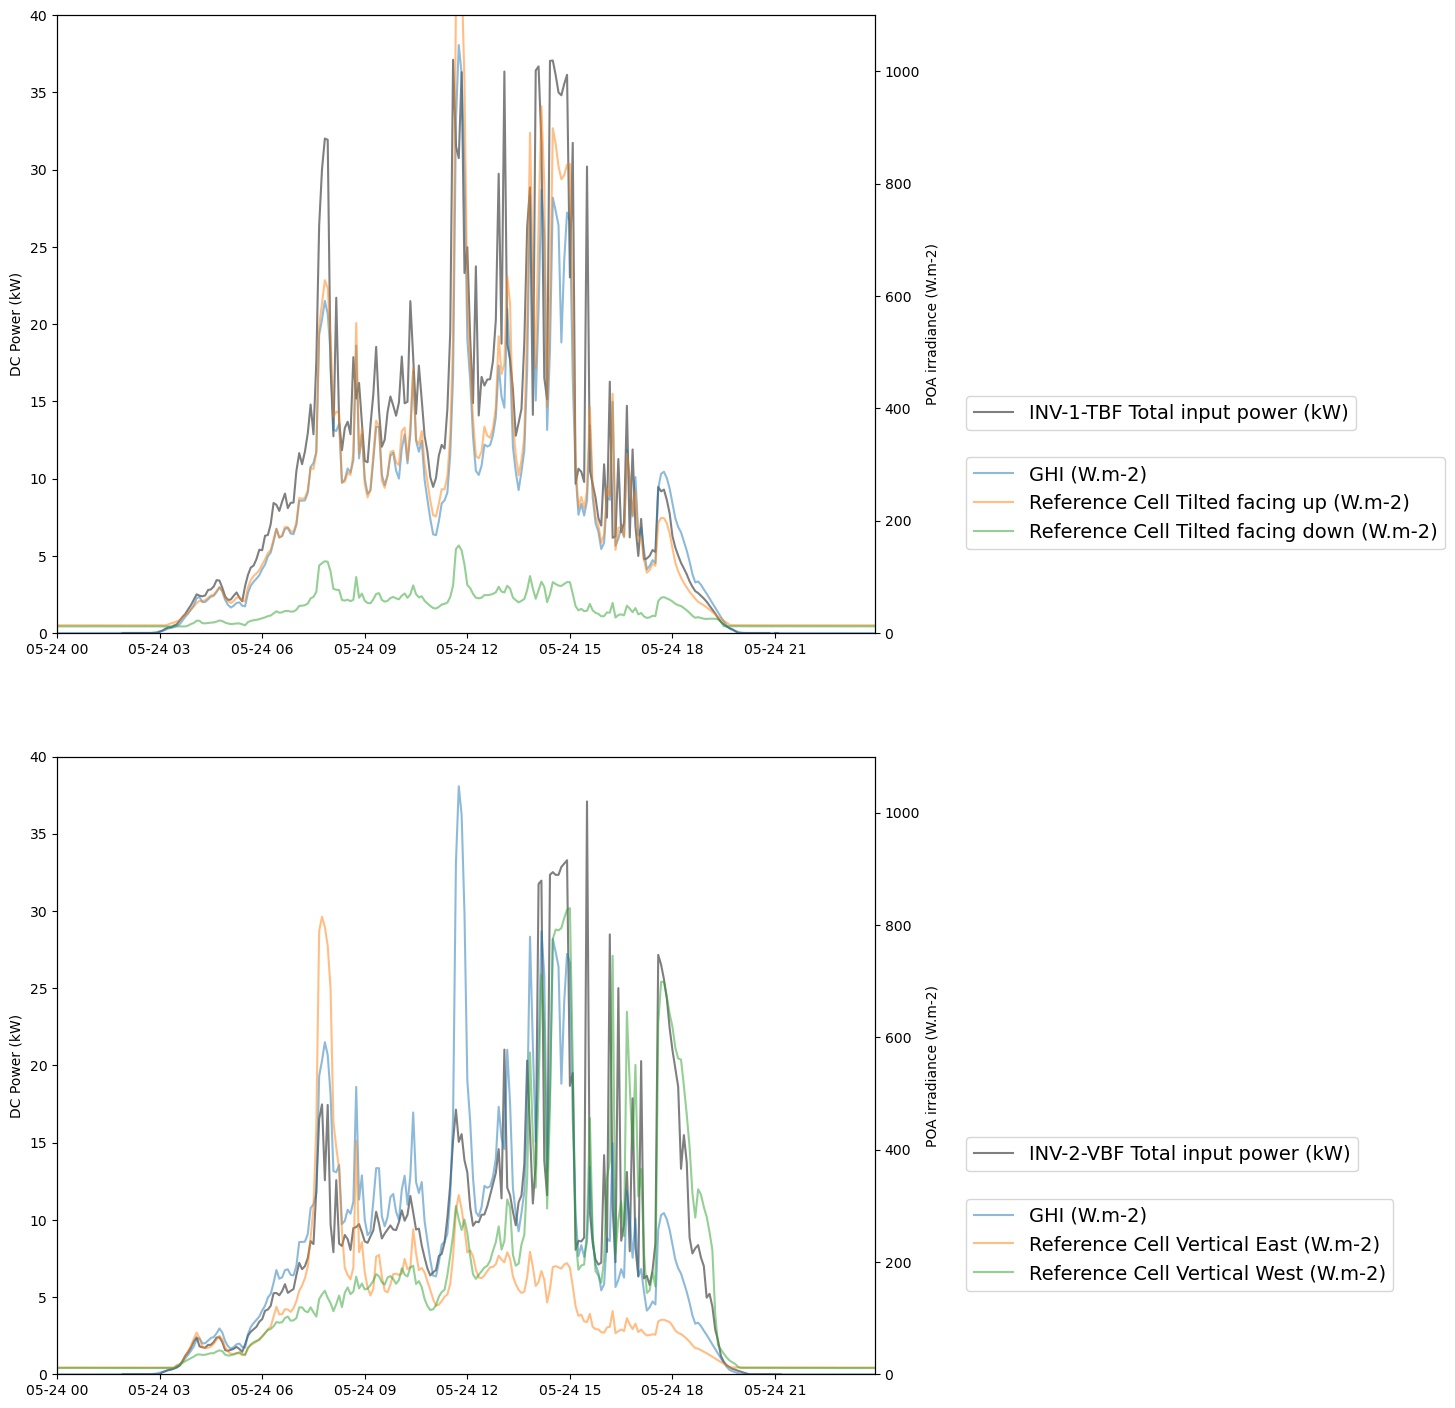 40
35
30
25
20
15
10
5
0
DC Power (kW)
1000
800
600
400
200
0
POA irradiance (W.m-2)
05-24 00 05-24 03 05-24 06 05-24 09 05-24 12 05-24 15 05-24 18 05-24 21
INV-1-TBF Total input power (kW)
GHI (W.m-2)
Reference Cell Tilted facing up (W.m-2)
Reference Cell Tilted facing down (W.m-2)
40
35
30
25
20
15
10
5
0
DC Power (kW)
1000
800
600
400
200
0
POA irradiance (W.m-2)
05-24 00 05-24 03 05-24 06 05-24 09 05-24 12 05-24 15 05-24 18 05-24 21
INV-2-VBF Total input power (kW)
GHI (W.m-2)
Reference Cell Vertical East (W.m-2)
Reference Cell Vertical West (W.m-2)